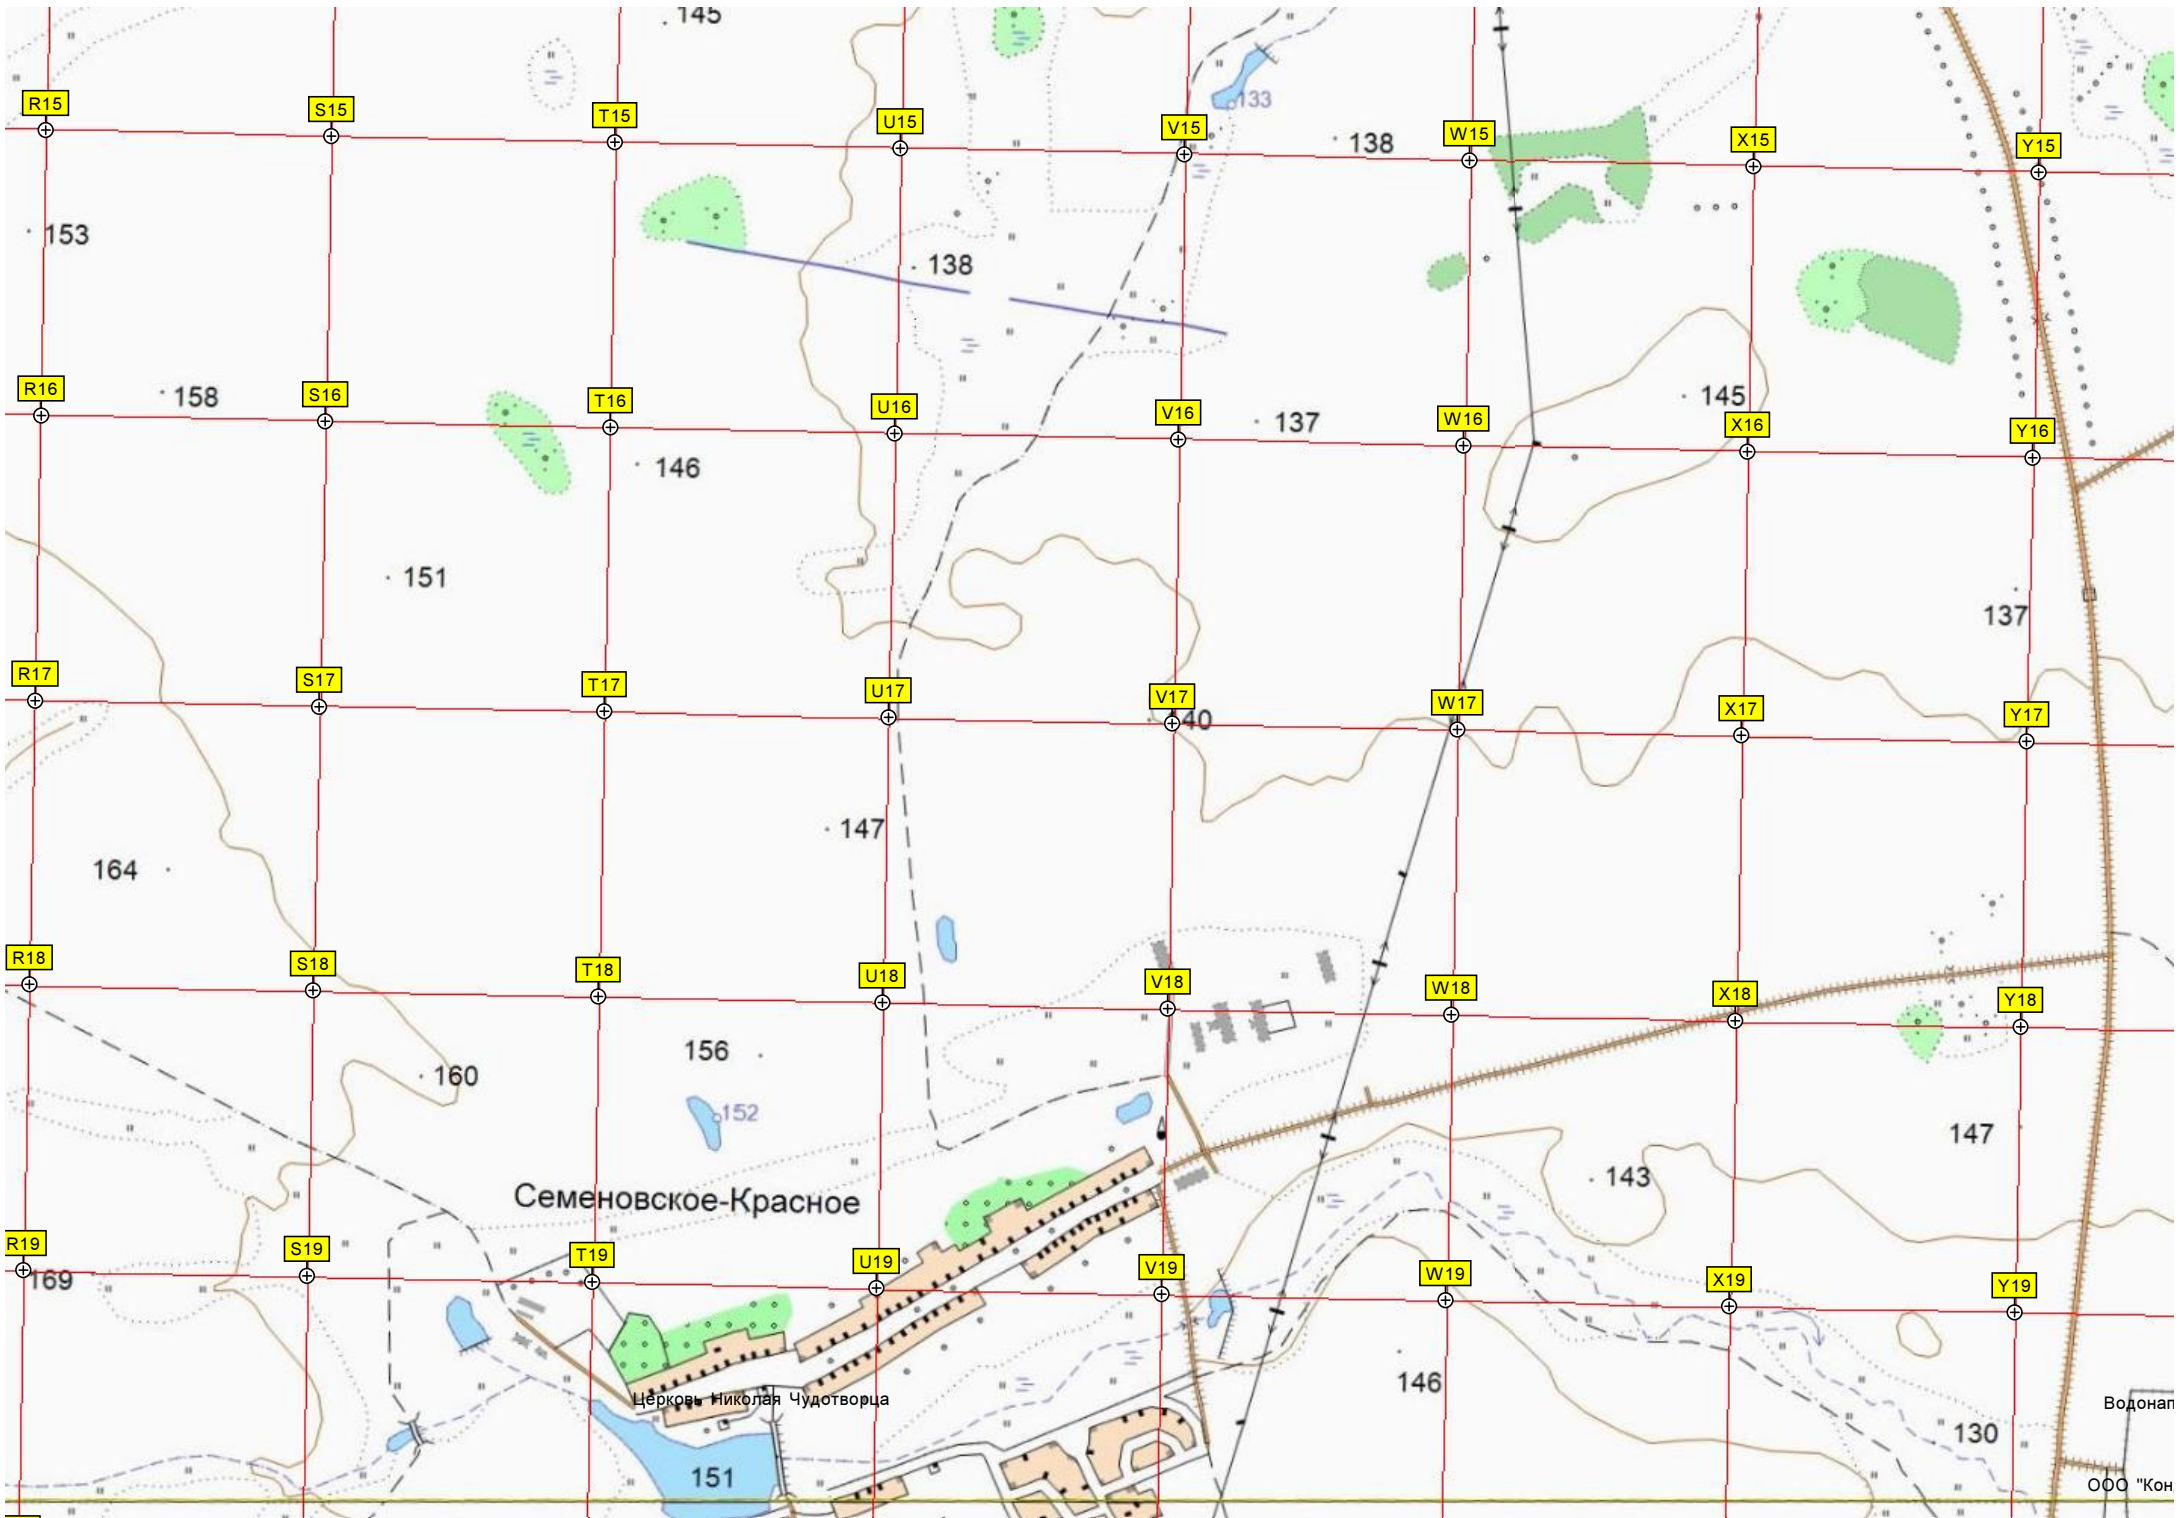 145
133
R15 S15 T15 U15 V15 138 W15 X15 Y15
153
138
R16 158 S16 T16 U16 V16 137 W16 145 X16 Y16
146
151
137
R17 S17 T17 U17 V17 40 W17 X17 Y17
147
164
R18 S18 T18 U18 V18 W18 X18 Y18
156
160
152
147
143
Семеновское-Красное
R19 S19 T19 U19 V19 W19 X19 Y19
169
146
Церковь Николая Чудотворца
Водонап
130
151
ООО "Кон